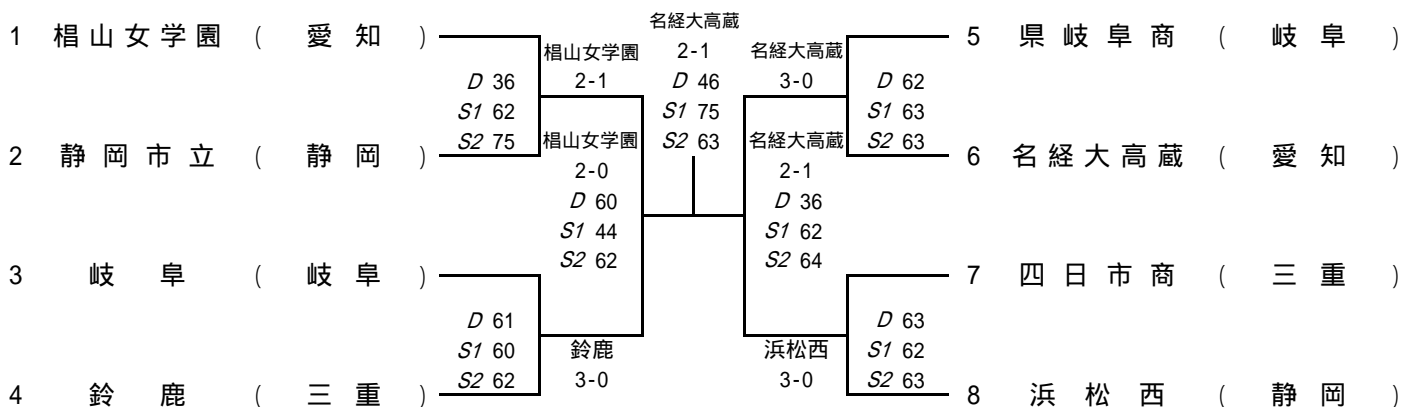 名経大高蔵
1 椙山女学園 ( 愛知 )
5 県岐阜商 ( 岐阜 )
椙山女学園 2-1 名経大高蔵
D 36 2-1 D 46 3-0 D 62
S1 62 S1 75 S1 63
S2 75 椙山女学園 S2 63 名経大高蔵 S2 63
2 静岡市立 ( 静岡 )
6 名経大高蔵 ( 愛知 )
2-0 2-1
D 60 D 36
S1 44 S1 62
S2 62 S2 64
3 岐阜 ( 岐阜 )
7 四日市商 ( 三重 )
D 61 D 63
S1 60 鈴鹿 浜松西 S1 62
S2 62 3-0 3-0 S2 63
4 鈴鹿 ( 三重 )
8 浜松西 ( 静岡 )